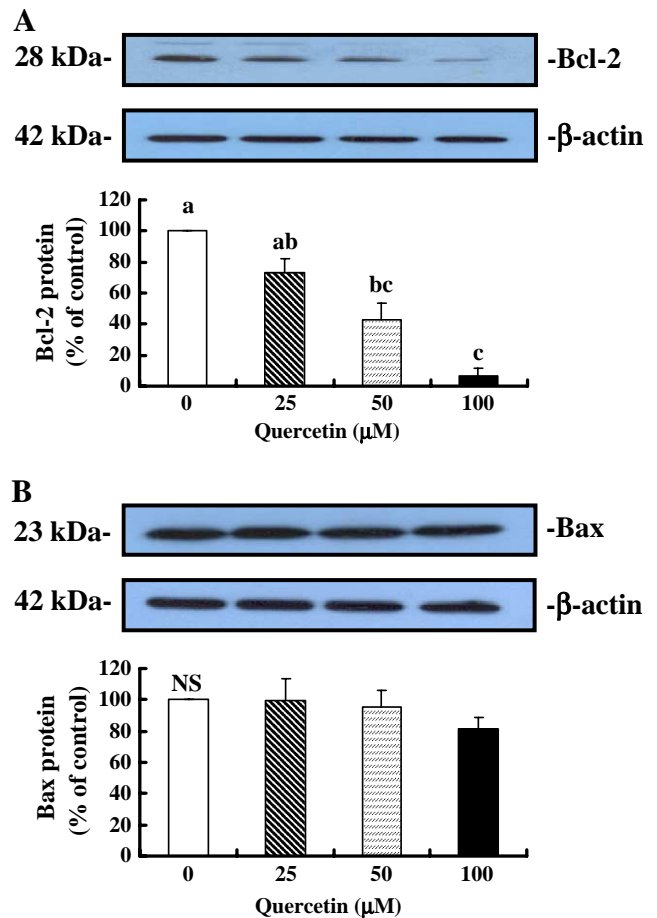 A
28 kDa- -Bcl-2
42 kDa- -β-actin
Bcl-2 protein
(% of control)
120
100
80
60
40
20
0
a
ab
bc
c
0 25 50 100
Quercetin (μM)
B
23 kDa- -Bax
42 kDa- -β-actin
Bax protein
(% of control)
120
100
80
60
40
20
0
NS
0 25 50 100
Quercetin (μM)